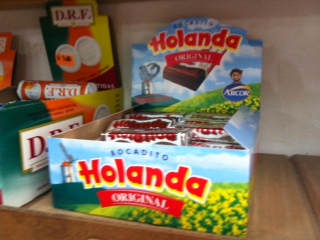 D.R.F.
BOCADITO
Holanda
ORIGINAL
ARCOR
D.R.F.
D.R.F.
BOCADITO
Holanda
ORIGINAL